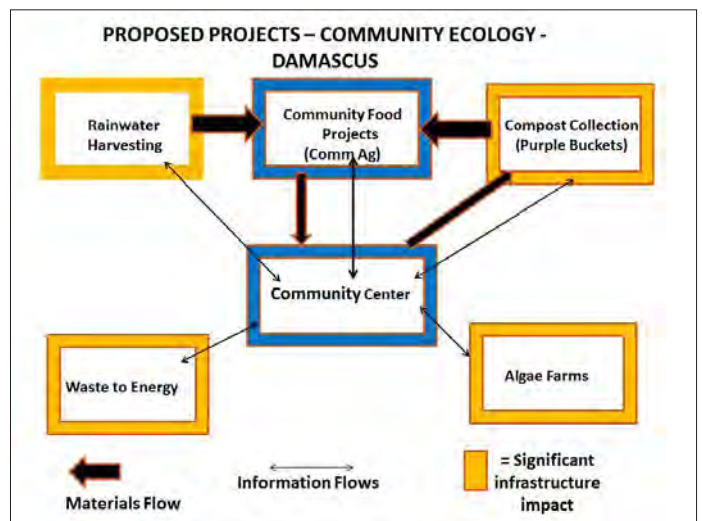 PROPOSED PROJECTS – COMMUNITY ECOLOGY -
DAMASCUS
Rainwater
Harvesting
Community Food
Projects
(Comm Ag)
Compost Collection
(Purple Buckets)
Community Center
Waste to Energy
Algae Farms
Materials Flow
Information Flows
= Significant
infrastructure
impact